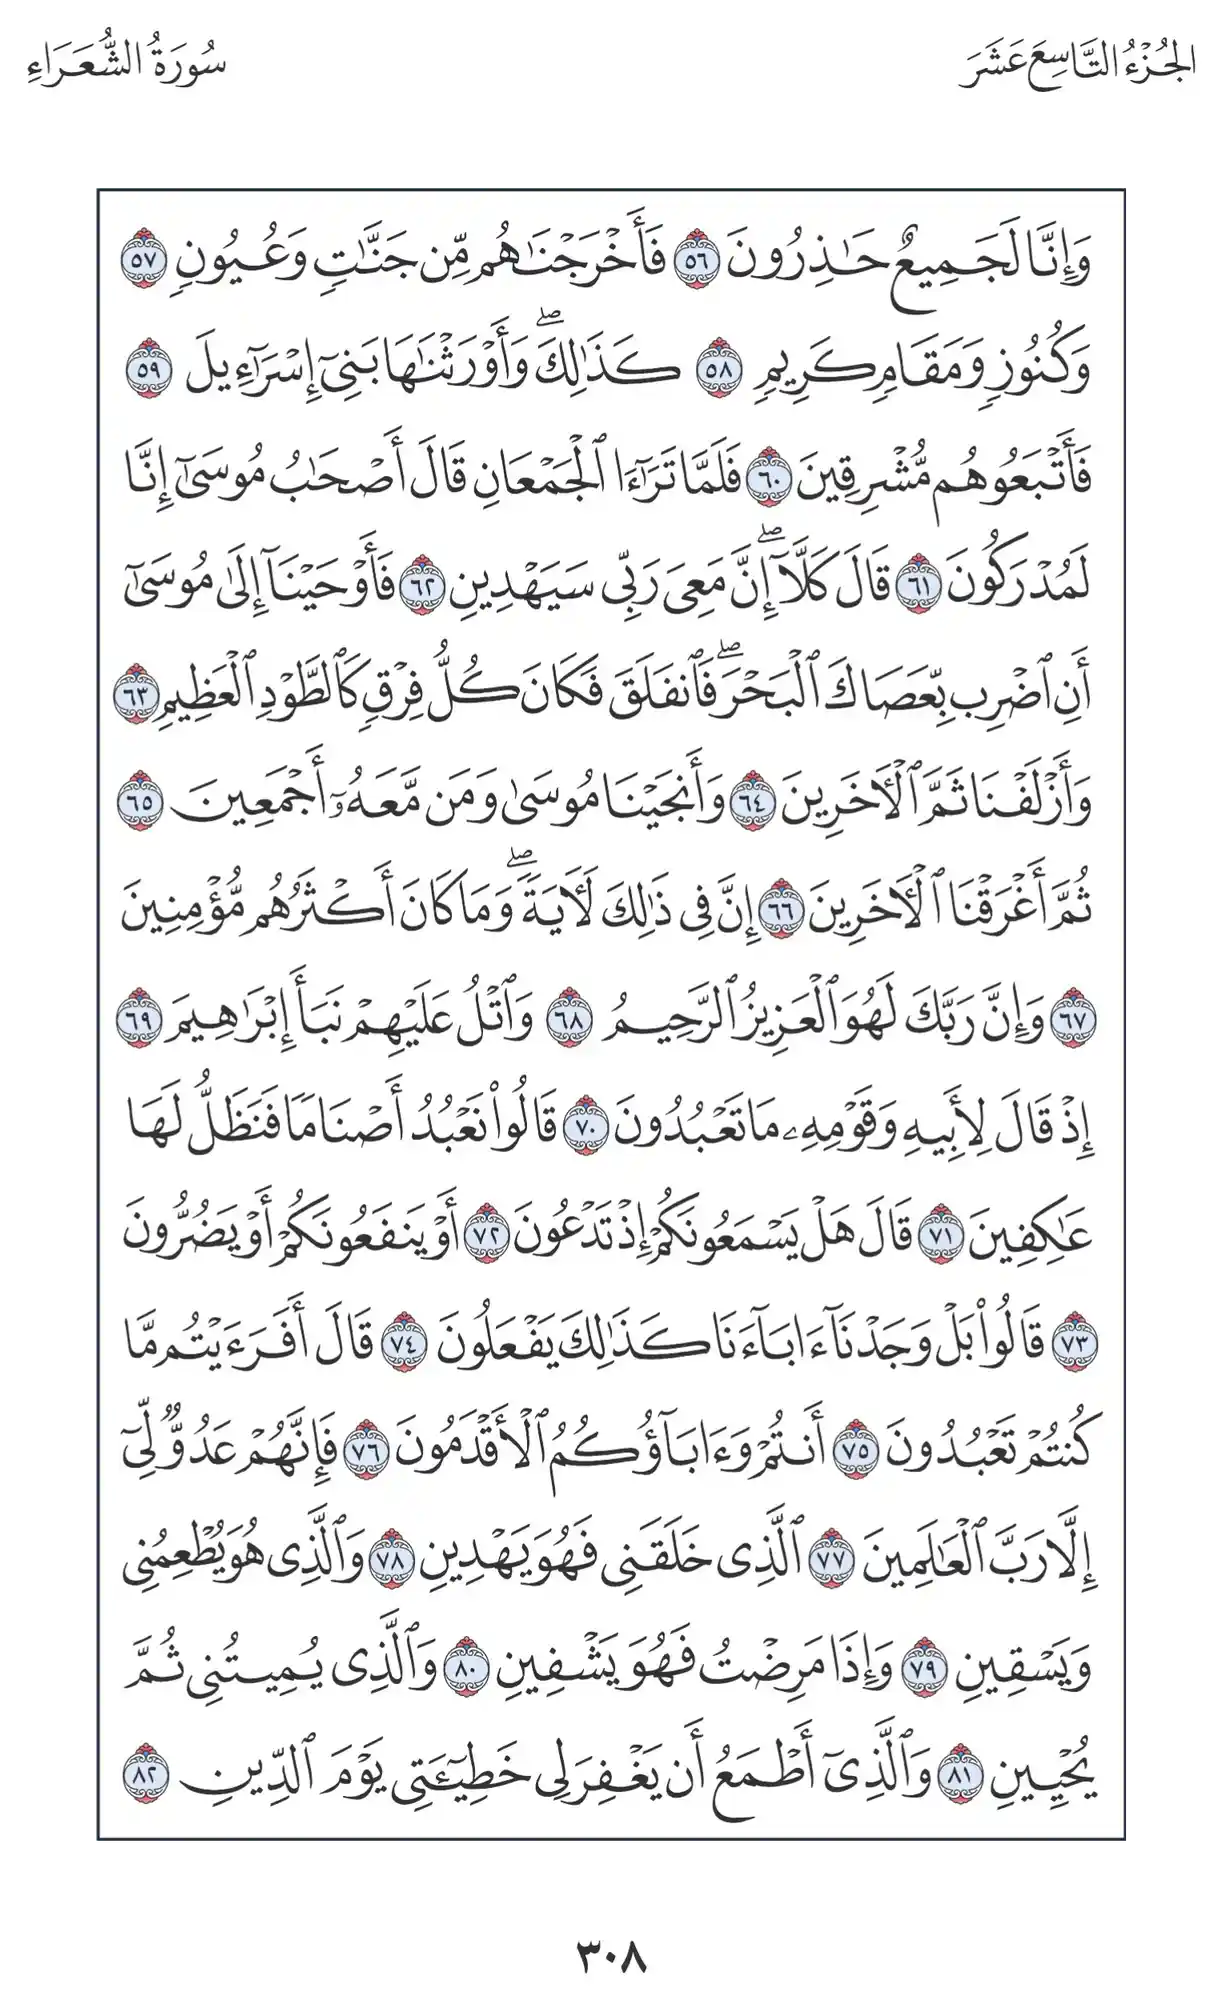 الجُزْءُ التَّاسِعَ عَشَرَ
سُورَةُ الشُّعَرَاءِ
وَإِنَّا لَجَمِيعٌ حَـٰذِرُونَ ٥٦ فَأَخْرَجْنَـٰهُم مِّن جَنَّـٰتٍ وَعُيُونٍ ٥٧
وَكُنُوزٍ وَمَقَامٍ كَرِيمٍ ٥٨ كَذَٰلِكَۖ وَأَوْرَثْنَـٰهَا بَنِىٓ إِسْرَٰٓءِيلَ ٥٩
فَأَتْبَعُوهُم مُّشْرِقِينَ ٦٠ فَلَمَّا تَرَٰٓءَا ٱلْجَمْعَانِ قَالَ أَصْحَـٰبُ مُوسَىٰٓ إِنَّا
لَمُدْرَكُونَ ٦١ قَالَ كَلَّآۖ إِنَّ مَعِىَ رَبِّى سَيَهْدِينِ ٦٢ فَأَوْحَيْنَآ إِلَىٰ مُوسَىٰٓ
أَنِ ٱضْرِب بِّعَصَاكَ ٱلْبَحْرَۖ فَٱنفَلَقَ فَكَانَ كُلُّ فِرْقٍ كَٱلطَّوْدِ ٱلْعَظِيمِ ٦٣
وَأَزْلَفْنَا ثَمَّ ٱلْـَٔاخَرِينَ ٦٤ وَأَنجَيْنَا مُوسَىٰ وَمَن مَّعَهُۥٓ أَجْمَعِينَ ٦٥
ثُمَّ أَغْرَقْنَا ٱلْـَٔاخَرِينَ ٦٦ إِنَّ فِى ذَٰلِكَ لَـَٔايَةًۖ وَمَا كَانَ أَكْثَرُهُم مُّؤْمِنِينَ
٦٧ وَإِنَّ رَبَّكَ لَهُوَ ٱلْعَزِيزُ ٱلرَّحِيمُ ٦٨ وَٱتْلُ عَلَيْهِمْ نَبَأَ إِبْرَٰهِيمَ ٦٩
إِذْ قَالَ لِأَبِيهِ وَقَوْمِهِۦ مَا تَعْبُدُونَ ٧٠ قَالُوا۟ نَعْبُدُ أَصْنَامًا فَنَظَلُّ لَهَا
عَـٰكِفِينَ ٧١ قَالَ هَلْ يَسْمَعُونَكُمْ إِذْ تَدْعُونَ ٧٢ أَوْ يَنفَعُونَكُمْ أَوْ يَضُرُّونَ
٧٣ قَالُوا۟ بَلْ وَجَدْنَآ ءَابَآءَنَا كَذَٰلِكَ يَفْعَلُونَ ٧٤ قَالَ أَفَرَءَيْتُم مَّا
كُنتُمْ تَعْبُدُونَ ٧٥ أَنتُمْ وَءَابَآؤُكُمُ ٱلْأَقْدَمُونَ ٧٦ فَإِنَّهُمْ عَدُوٌّ لِّىٓ
إِلَّا رَبَّ ٱلْعَـٰلَمِينَ ٧٧ ٱلَّذِى خَلَقَنِى فَهُوَ يَهْدِينِ ٧٨ وَٱلَّذِى هُوَ يُطْعِمُنِى
وَيَسْقِينِ ٧٩ وَإِذَا مَرِضْتُ فَهُوَ يَشْفِينِ ٨٠ وَٱلَّذِى يُمِيتُنِى ثُمَّ
يُحْيِينِ ٨١ وَٱلَّذِىٓ أَطْمَعُ أَن يَغْفِرَ لِى خَطِيٓـَٔتِى يَوْمَ ٱلدِّينِ ٨٢
٣٠٨